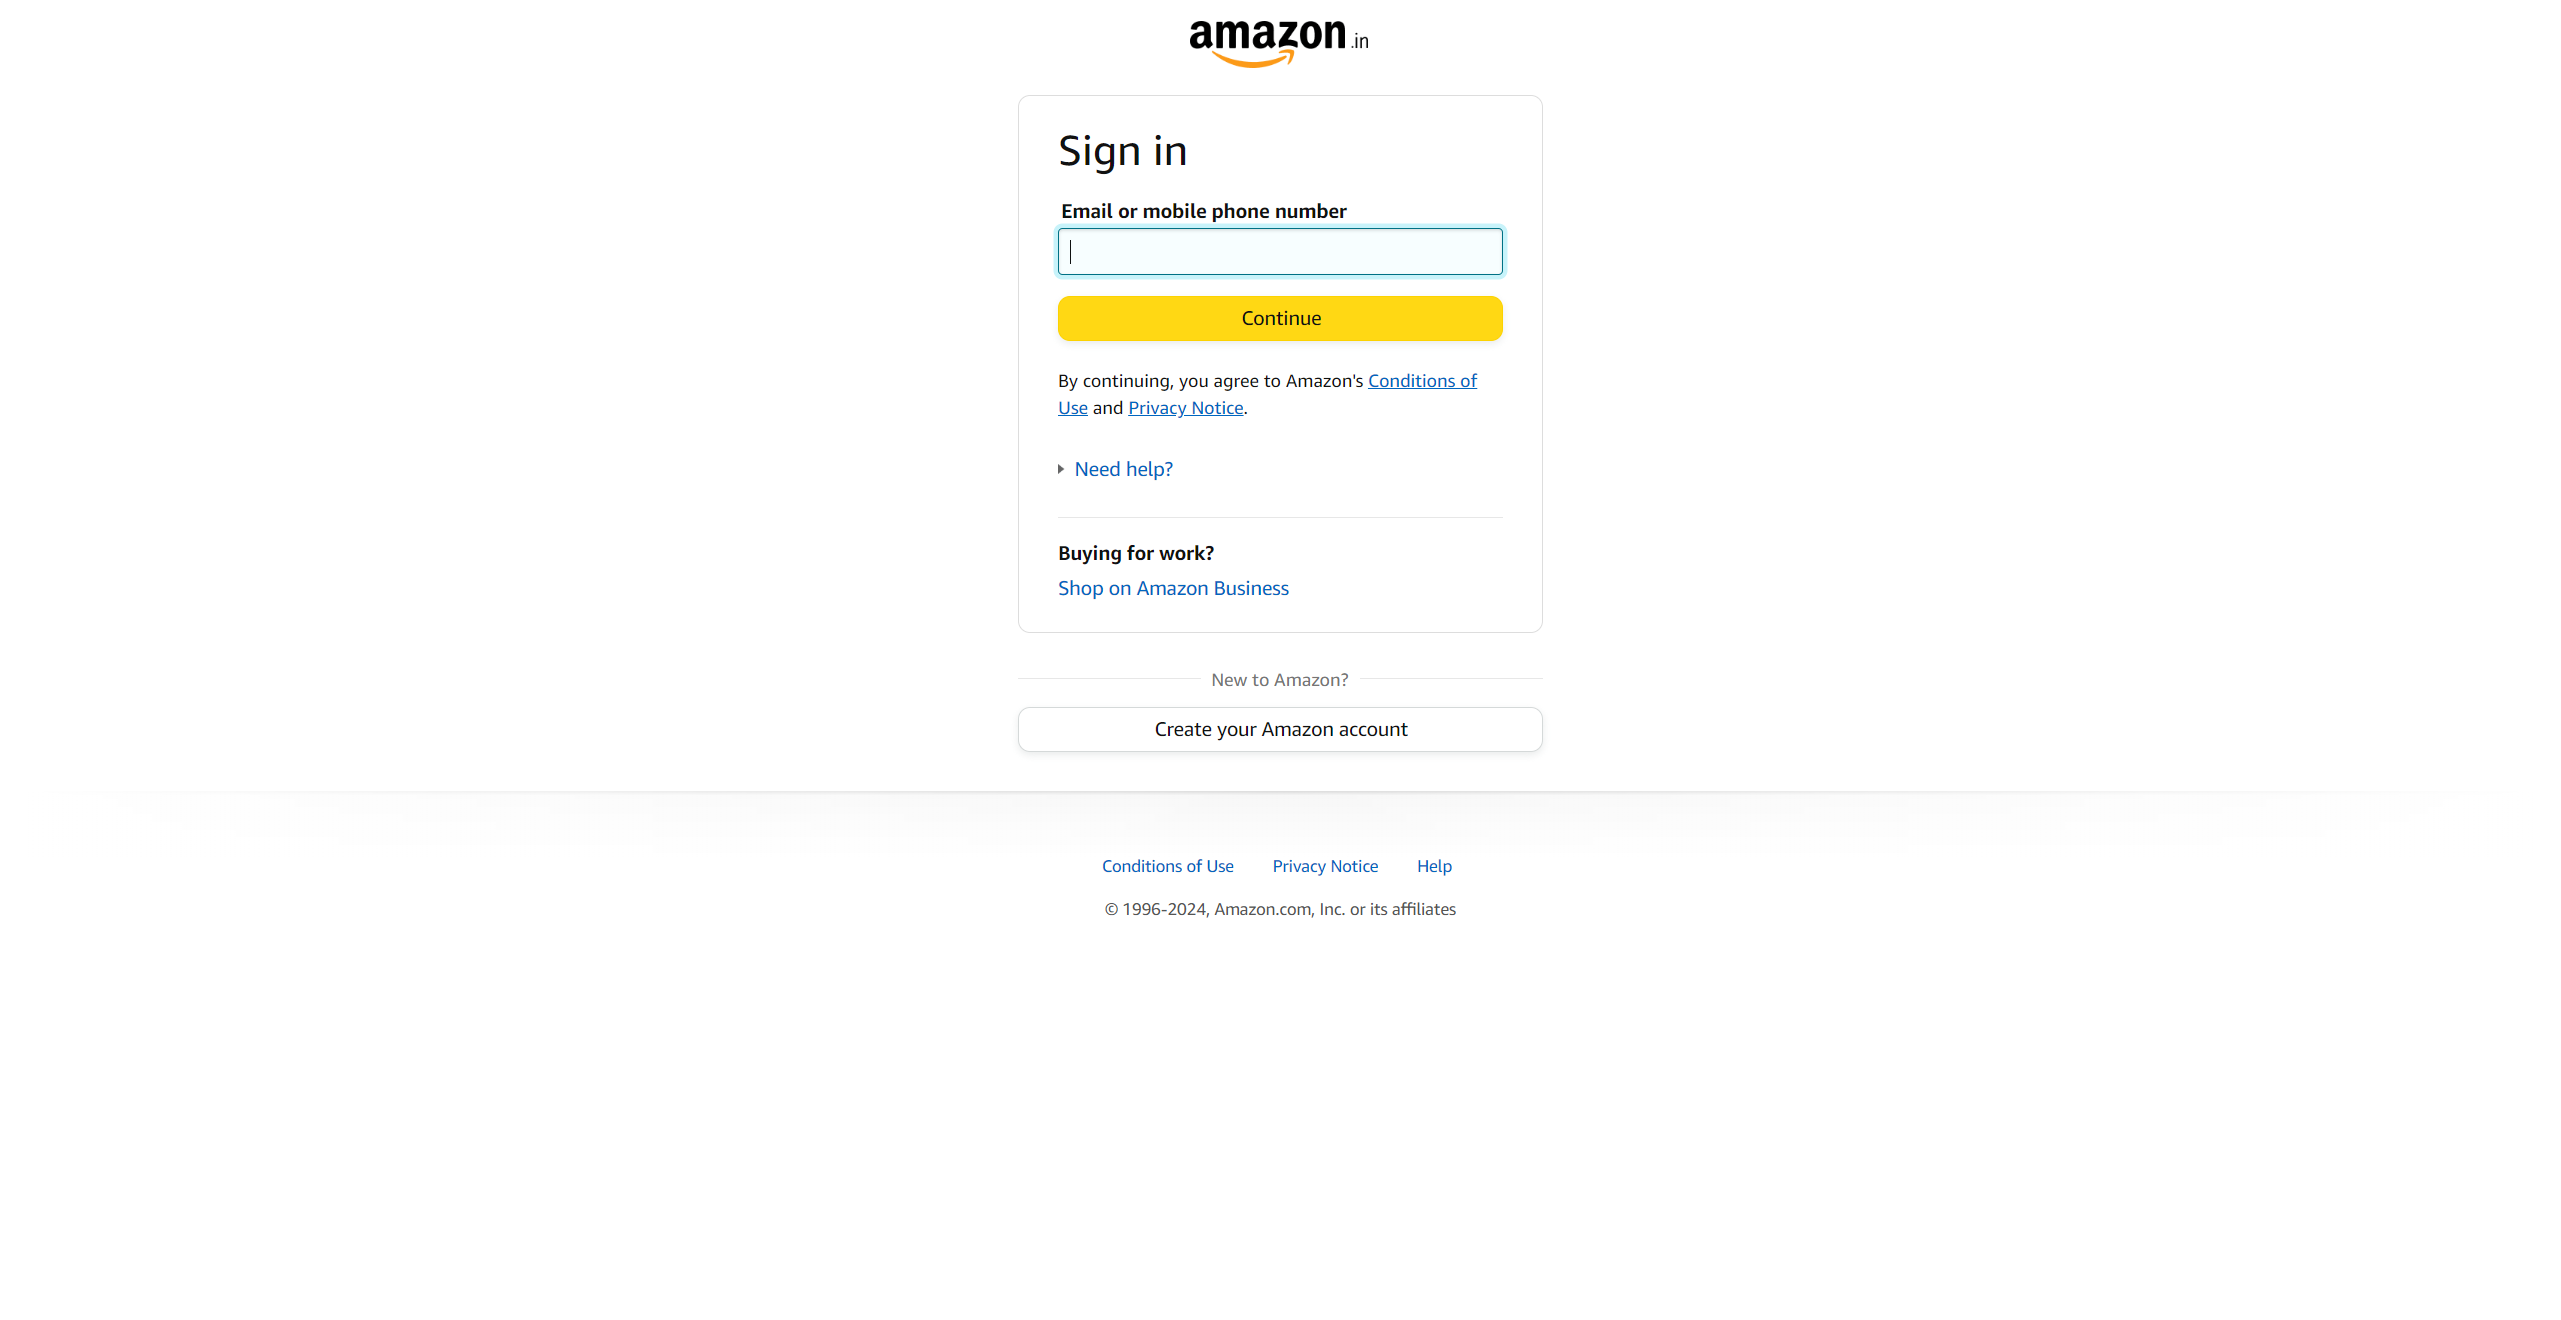 amazon.in
Sign in
Email or mobile phone number
Continue
By continuing, you agree to Amazon's Conditions of
Use and Privacy Notice.
Need help?
Buying for work?
Shop on Amazon Business
New to Amazon?
Create your Amazon account
Conditions of Use Privacy Notice Help
© 1996-2024, Amazon.com, Inc. or its affiliates